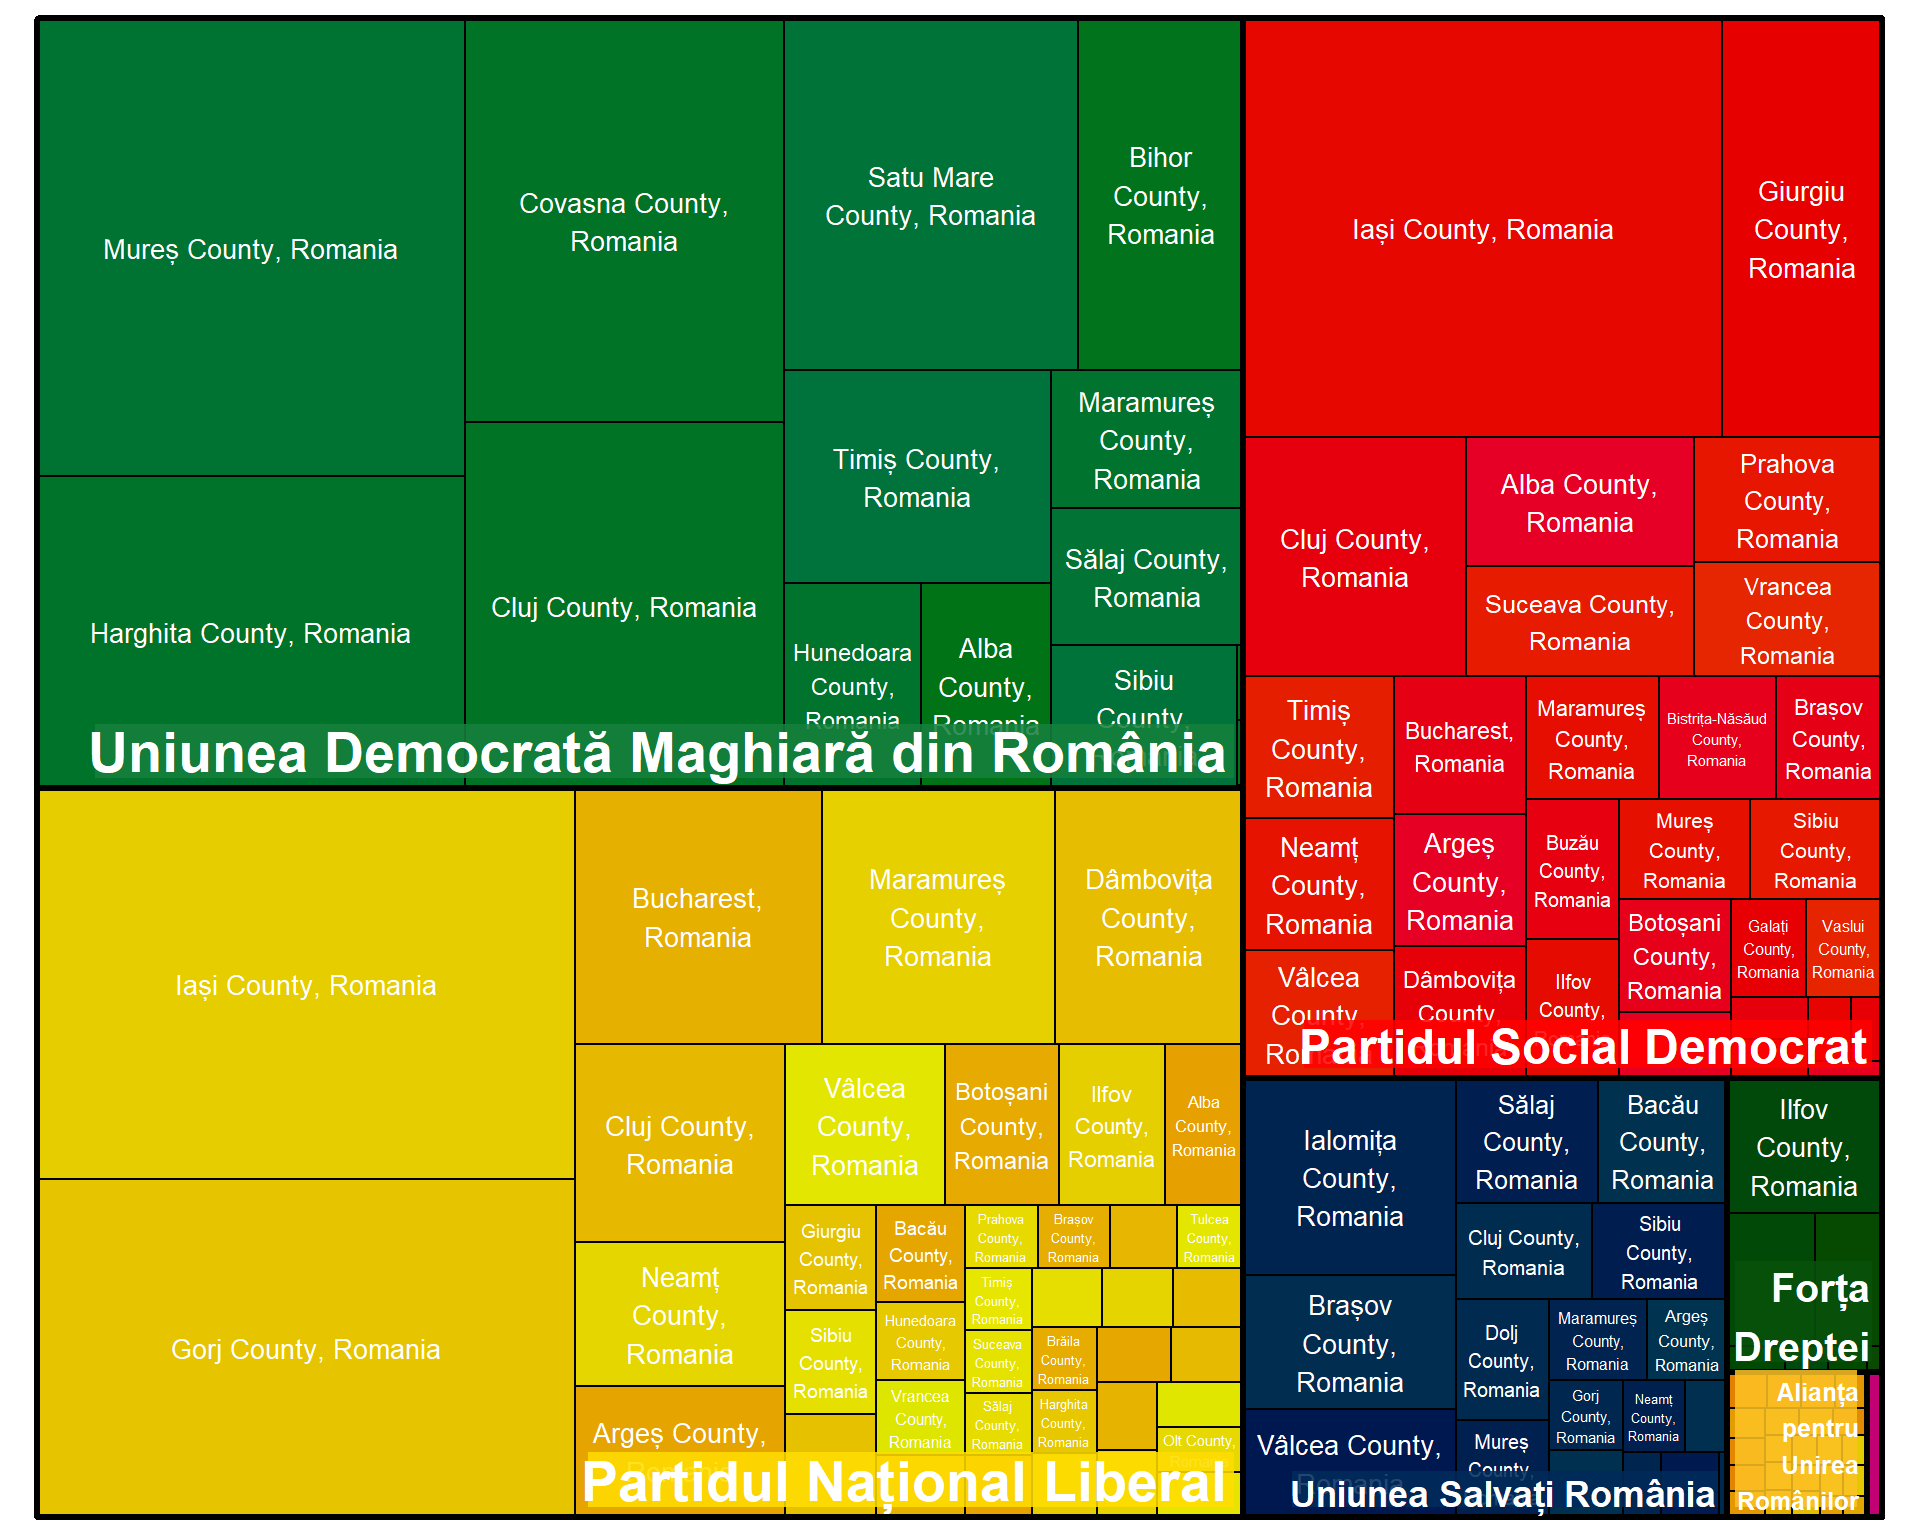 Mureș County, Romania
Covasna County,
Romania
Satu Mare
County, Romania
Bihor
County,
Romania
Harghita County, Romania
Cluj County, Romania
Timiș County,
Romania
Maramureș
County,
Romania
Sălaj County,
Romania
Hunedoara
County,
Romania
Alba
County,
Romania
Sibiu
County,
Uniunea Democrată Maghiară din România
Iași County, Romania
Giurgiu
County,
Romania
Cluj County,
Romania
Alba County,
Romania
Prahova
County,
Romania
Suceava County,
Romania
Vrancea
County,
Romania
Timiș
County,
Romania
Bucharest,
Romania
Maramureș
County,
Romania
Bistrița-Năsăud
County,
Romania
Brașov
County,
Romania
Neamț
County,
Romania
Argeș
County,
Romania
Buzău
County,
Romania
Mureș
County,
Romania
Sibiu
County,
Romania
Botoșani
County,
Romania
Galați
County,
Romania
Vaslui
County,
Romania
Vâlcea
County,
Romania
Dâmbovița
County,
Ilfov
County,
Partidul Social Democrat
Iași County, Romania
Bucharest,
Romania
Maramureș
County,
Romania
Dâmbovița
County,
Romania
Gorj County, Romania
Cluj County,
Romania
Vâlcea
County,
Romania
Botoșani
County,
Romania
Ilfov
County,
Romania
Alba
County,
Romania
Neamț
County,
Romania
Giurgiu
County,
Romania
Bacău
County,
Romania
Prahova
County,
Romania
Brașov
County,
Romania
Tulcea
County,
Romania
Timiș
County,
Romania
Sibiu
County,
Romania
Hunedoara
County,
Romania
Suceava
County,
Romania
Brăila
County,
Romania
Argeș County,
Vrancea
County,
Romania
Sălaj
County,
Romania
Harghita
County,
Romania
Olt County,
Partidul Național Liberal
Ialomița
County,
Romania
Sălaj
County,
Romania
Bacău
County,
Romania
Cluj County,
Romania
Sibiu
County,
Romania
Brașov
County,
Romania
Dolj
County,
Romania
Maramureș
County,
Romania
Argeș
County,
Romania
Gorj
County,
Romania
Neamț
County,
Romania
Vâlcea County,
Romania
Mureș
County,
Uniunea Salvați România
Ilfov
County,
Romania
Forța
Dreptei
Alianța
pentru
Unirea
Românilor